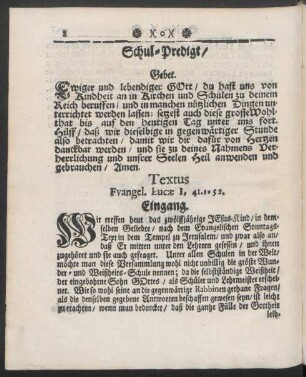 8
Schul-Predigt/
Gebet.
Ewiger und lebendiger GOtt / du hast uns von
Kindheit an in Kirchen und Schulen zu deinem
Reich beruffen / und in manchen nützlichen Dingen un-
terrichtet werden lassen / setzest auch diese grosse Wohl-
that bis auf den heutigen Tag unter uns fort.
Hilff / daß wir dieselbige in gegenwärtiger Stunde
also betrachten / damit wir dir dafür von Hertzen
danckbar werden / und sie zu deines Nahmens Ver-
herrlichung und unsrer Seelen Heil anwenden und
gebrauchen / Amen.
Textus
Evangel. Lucæ I, 41.-52.
Eingang.
Wir treffen heut das zwölffjährige JEsus-Kind / in dem-
selben Geliebte / nach dem Evangelischen Sonntags-
Text in dem Tempel zu Jerusalem / und zwar also an /
daß Er mitten unter den Lehrern gesessen / und ihnen
zugehöret und sie auch gefraget. Unter allen Schulen in der Welt /
möchte man diese Versammlung wohl nicht unbillig die gröste Wun-
der- und Weißheits-Schule nennen; da die selbstständige Weißheit /
der eingebohrne Sohn GOttes / als Schüler und Lehrmeister erschei-
net. Wie so wohl seine an die gegenwärtige Rabbinen gethane Fragen /
als die denselben gegebene Antworten beschaffen gewesen seyn / ist leicht
zu erachten / wenn man bedencket / daß die gantze Fülle der Gottheit
leib-